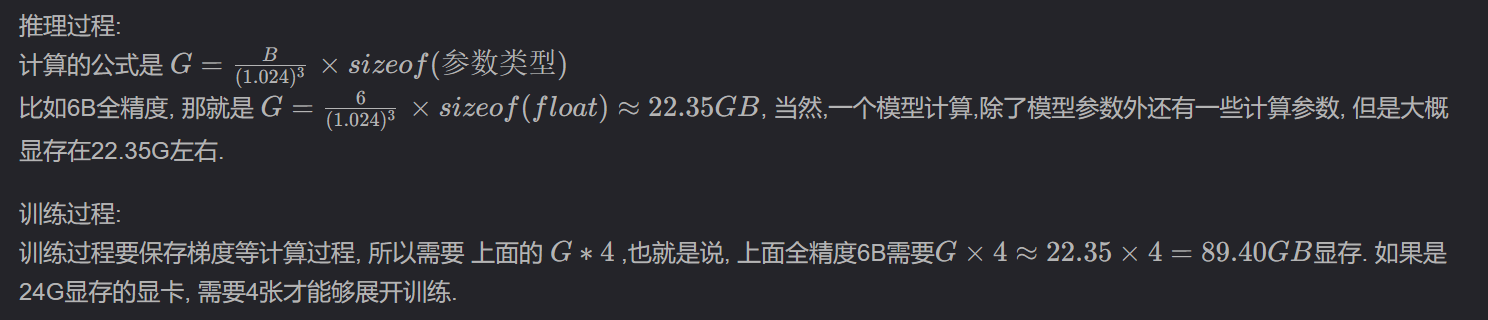 推理过程:
计算的公式是 G = \frac{B}{(1.024)^3} × sizeof(参数类型)
比如6B全精度, 那就是 G = \frac{6}{(1.024)^3} × sizeof(float) ≈ 22.35GB, 当然,一个模型计算,除了模型参数外还有一些计算参数, 但是大概
显存在22.35G左右.
训练过程:
训练过程要保存梯度等计算过程, 所以需要 上面的 G * 4 ,也就是说, 上面全精度6B需要G × 4 ≈ 22.35 × 4 = 89.40GB显存. 如果是
24G显存的显卡, 需要4张才能够展开训练.